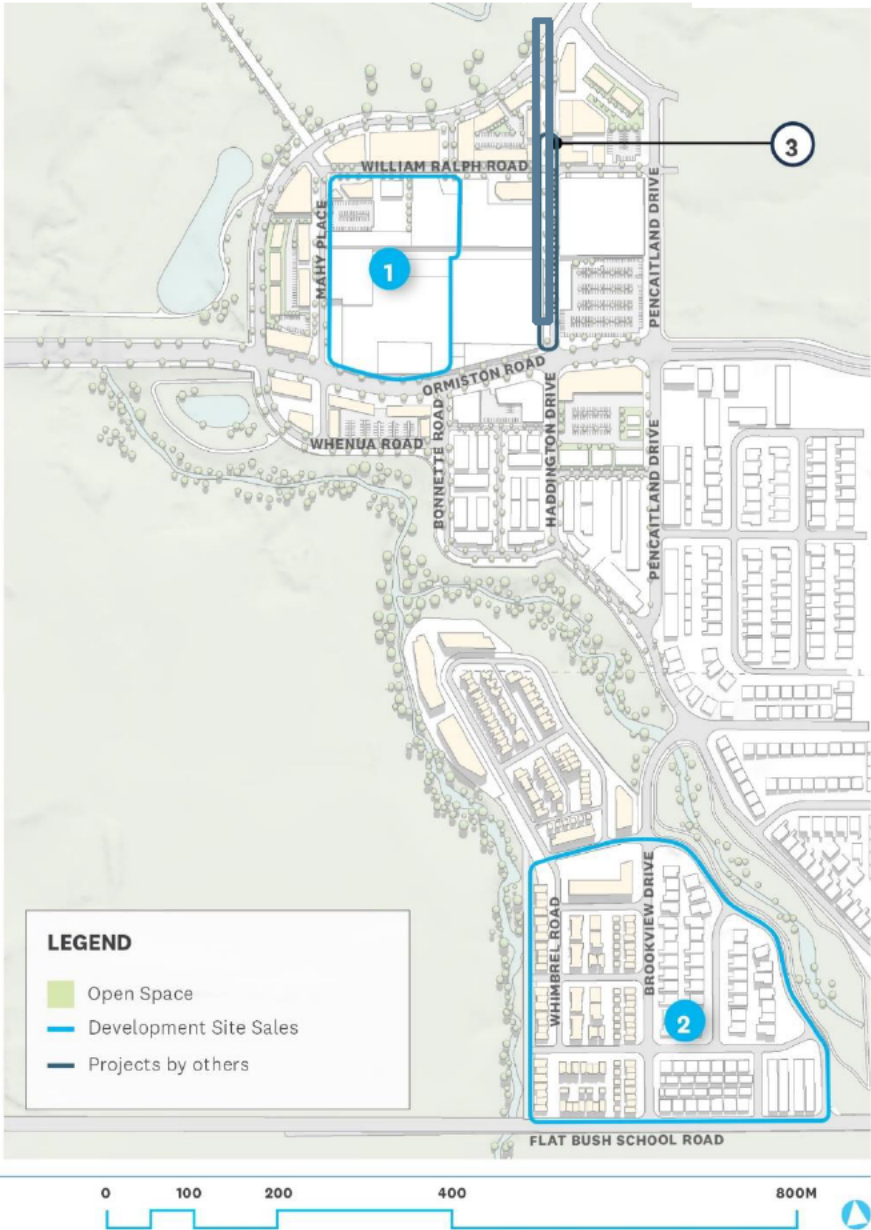 3
WILLIAM RALPH ROAD
MAHY PLACE
PENCAITLAND DRIVE
1
ORMISTON ROAD
WHENUA ROAD
BONNETTE ROAD
HADDINGTON DRIVE
PENCAITLAND DRIVE
WHIMBREL ROAD
BROOKVIEW DRIVE
2
LEGEND
Open Space
Development Site Sales
Projects by others
FLAT BUSH SCHOOL ROAD
0 100 200 400 800M